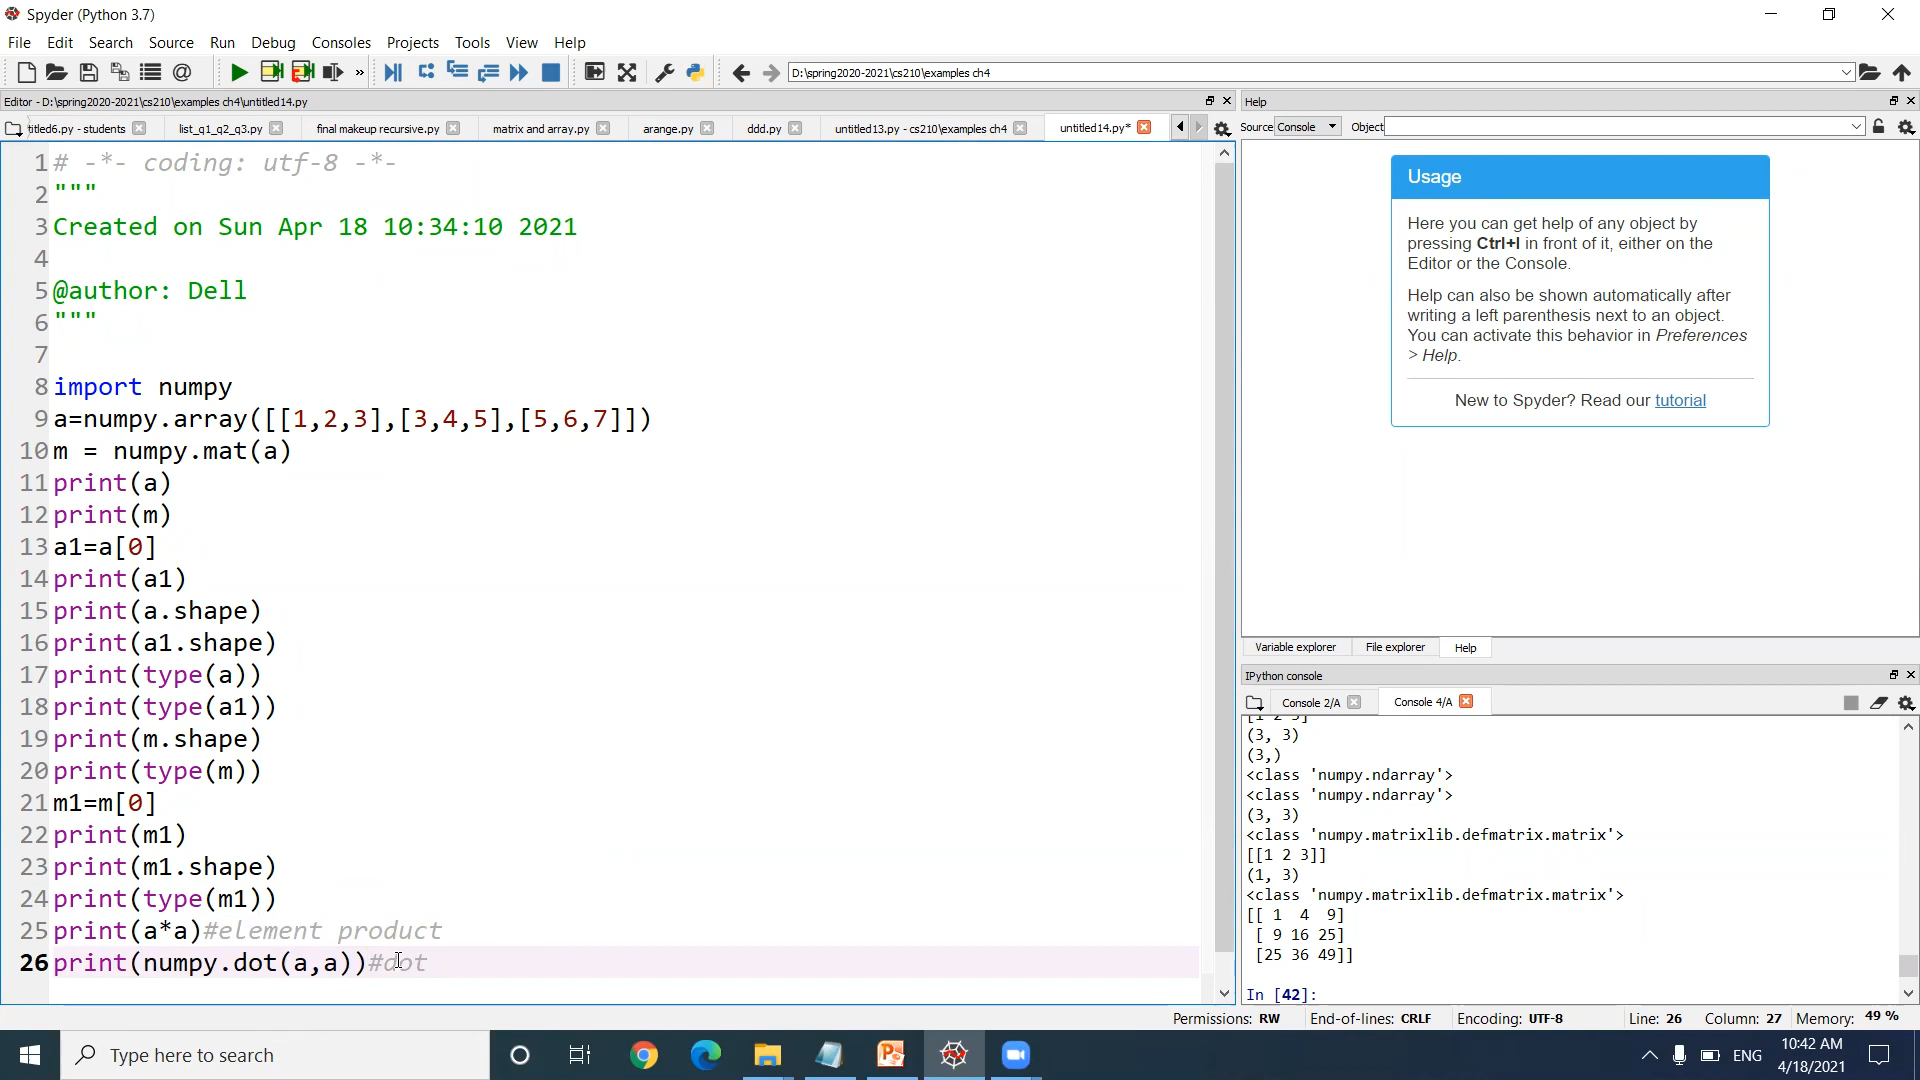 Spyder (Python 3.7)
File Edit Search Source Run Debug Consoles Projects Tools View Help
D:\spring2020-2021\cs210\examples ch4
Editor - D:\spring2020-2021\cs210\examples ch4\untitled14.py
titled6.py - students list_q1_q2_q3.py final makeup recursive.py matrix and array.py arange.py ddd.py untitled13.py - cs210\examples ch4 untitled14.py*
1 # -*- coding: utf-8 -*-
2 """
3 Created on Sun Apr 18 10:34:10 2021
4
5 @author: Dell
6 """
7
8 import numpy
9 a=numpy.array([[1,2,3],[3,4,5],[5,6,7]])
10 m = numpy.mat(a)
11 print(a)
12 print(m)
13 a1=a[0]
14 print(a1)
15 print(a.shape)
16 print(a1.shape)
17 print(type(a))
18 print(type(a1))
19 print(m.shape)
20 print(type(m))
21 m1=m[0]
22 print(m1)
23 print(m1.shape)
24 print(type(m1))
25 print(a*a)#element product
26 print(numpy.dot(a,a))#dot
Help
Source Console Object
Usage
Here you can get help of any object by
pressing Ctrl+I in front of it, either on the
Editor or the Console.
Help can also be shown automatically after
writing a left parenthesis next to an object.
You can activate this behavior in Preferences
> Help.
New to Spyder? Read our tutorial
Variable explorer File explorer Help
IPython console
Console 2/A Console 4/A
[1 2 3]
(3, 3)
(3,)
<class 'numpy.ndarray'>
<class 'numpy.ndarray'>
(3, 3)
<class 'numpy.matrixlib.defmatrix.matrix'>
[[1 2 3]]
(1, 3)
<class 'numpy.matrixlib.defmatrix.matrix'>
[[ 1 4 9]
[ 9 16 25]
[25 36 49]]
In [42]:
Permissions: RW End-of-lines: CRLF Encoding: UTF-8 Line: 26 Column: 27 Memory: 49 %
Type here to search
ENG
10:42 AM
4/18/2021